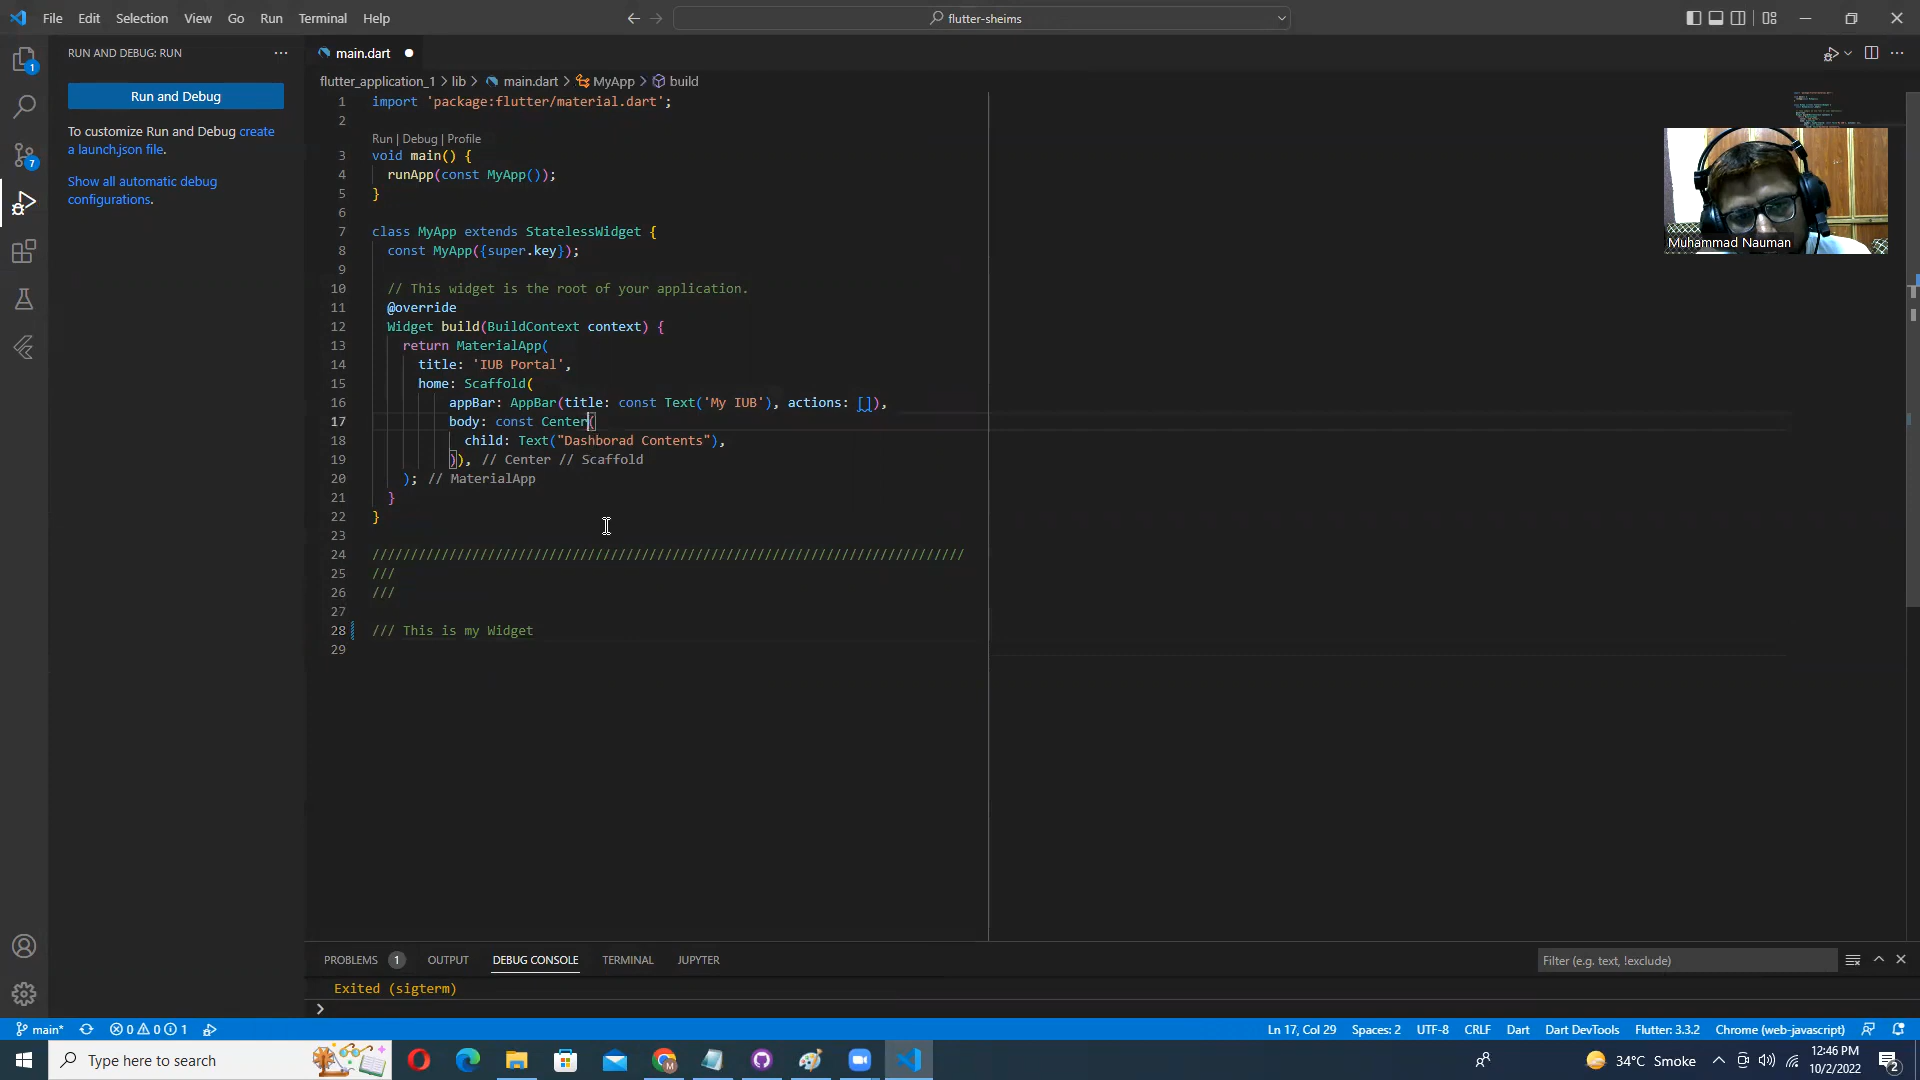 File Edit Selection View Go Run Terminal Help
flutter-sheims
RUN AND DEBUG: RUN
Run and Debug
To customize Run and Debug create
a launch.json file.
Show all automatic debug
configurations.
1
7
main.dart
flutter_application_1 > lib > main.dart > MyApp > build
1 import 'package:flutter/material.dart';
2
Run | Debug | Profile
3 void main() {
4 runApp(const MyApp());
5 }
6
7 class MyApp extends StatelessWidget {
8 const MyApp({super.key});
9
10 // This widget is the root of your application.
11 @override
12 Widget build(BuildContext context) {
13 return MaterialApp(
14 title: 'IUB Portal',
15 home: Scaffold(
16 appBar: AppBar(title: const Text('My IUB'), actions: []),
17 body: const Center(
18 child: Text("Dashborad Contents"),
19 )), // Center // Scaffold
20 ); // MaterialApp
21 }
22 }
23
24 /////////////////////////////////////////////////////////////////////////////
25 ///
26 ///
27
28 /// This is my Widget
29
Muhammad Nauman
PROBLEMS 1 OUTPUT DEBUG CONSOLE TERMINAL JUPYTER
Filter (e.g. text, !exclude)
Exited (sigterm)
>
main* 0 0 1
Ln 17, Col 29 Spaces: 2 UTF-8 CRLF Dart Dart DevTools Flutter: 3.3.2 Chrome (web-javascript)
Type here to search
34°C Smoke
12:46 PM
10/2/2022
2